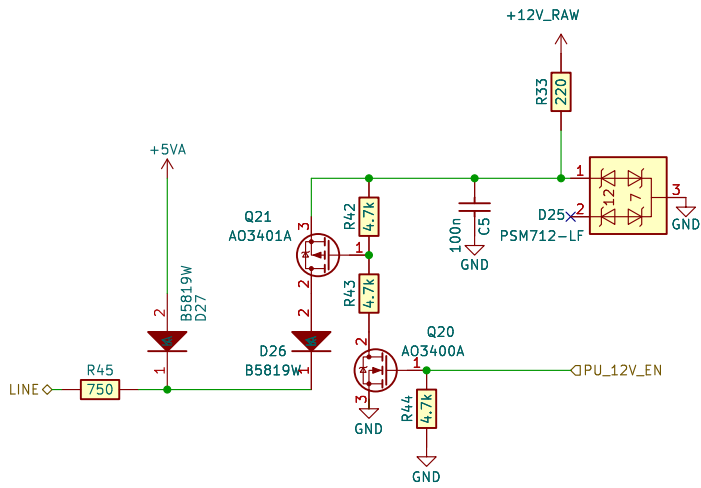 +12V_RAW
R33
220
+5VA
1
12
7
3
2
D25
GND
PSM712-LF
R42
4.7k
100n
C5
GND
Q21
AO3401A
3
1
2
R43
4.7k
B5819W
D27
2
1
2
D26
B5819W
1
Q20
AO3400A
2
1
3
GND
PU_12V_EN
R44
4.7k
GND
LINE
R45
750